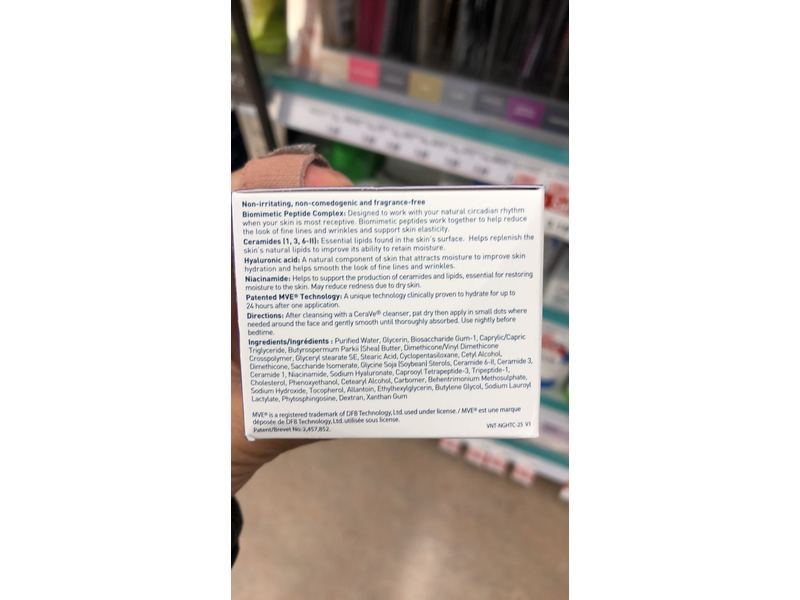 Non-irritating, non-comedogenic and fragrance-free
Biomimetic Peptide Complex: Designed to work with your natural circadian rhythm
when your skin is most receptive. Biomimetic peptides work together to help reduce
the look of fine lines and wrinkles and support skin elasticity.
Ceramides (1, 3, 6-II): Essential lipids found in the skin's surface. Helps replenish the
skin's natural lipids to improve its ability to retain moisture.
Hyaluronic acid: A natural component of skin that attracts moisture to improve skin
hydration and helps smooth the look of fine lines and wrinkles.
Niacinamide: Helps to support the production of ceramides and lipids, essential for restoring
moisture to the skin. May reduce redness due to dry skin.
Patented MVE® Technology: A unique technology clinically proven to hydrate for up to
24 hours after one application.
Directions: After cleansing with a CeraVe® cleanser, pat dry then apply in small dots where
needed around the face and gently smooth until thoroughly absorbed. Use nightly before
bedtime.
Ingredients/Ingrédients : Purified Water, Glycerin, Biosaccharide Gum-1, Caprylic/Capric
Triglyceride, Butyrospermum Parkii (Shea) Butter, Dimethicone/Vinyl Dimethicone
Crosspolymer, Glyceryl stearate SE, Stearic Acid, Cyclopentasiloxane, Cetyl Alcohol,
Dimethicone, Saccharide Isomerate, Glycine Soja (Soybean) Sterols, Ceramide 6-II, Ceramide 3,
Ceramide 1, Niacinamide, Sodium Hyaluronate, Caprooyl Tetrapeptide-3, Tripeptide-1,
Cholesterol, Phenoxyethanol, Cetearyl Alcohol, Carbomer, Behentrimonium Methosulphate,
Sodium Hydroxide, Tocopherol, Allantoin, Ethylhexylglycerin, Butylene Glycol, Sodium Lauroyl
Lactylate, Phytosphingosine, Dextran, Xanthan Gum
MVE® is a registered trademark of DFB Technology, Ltd. used under license. / MVE® est une marque
déposée de DFB Technology, Ltd. utilisée sous license.
Patent/Brevet No: 2,457,852. VNT-NGHTC-25 V1